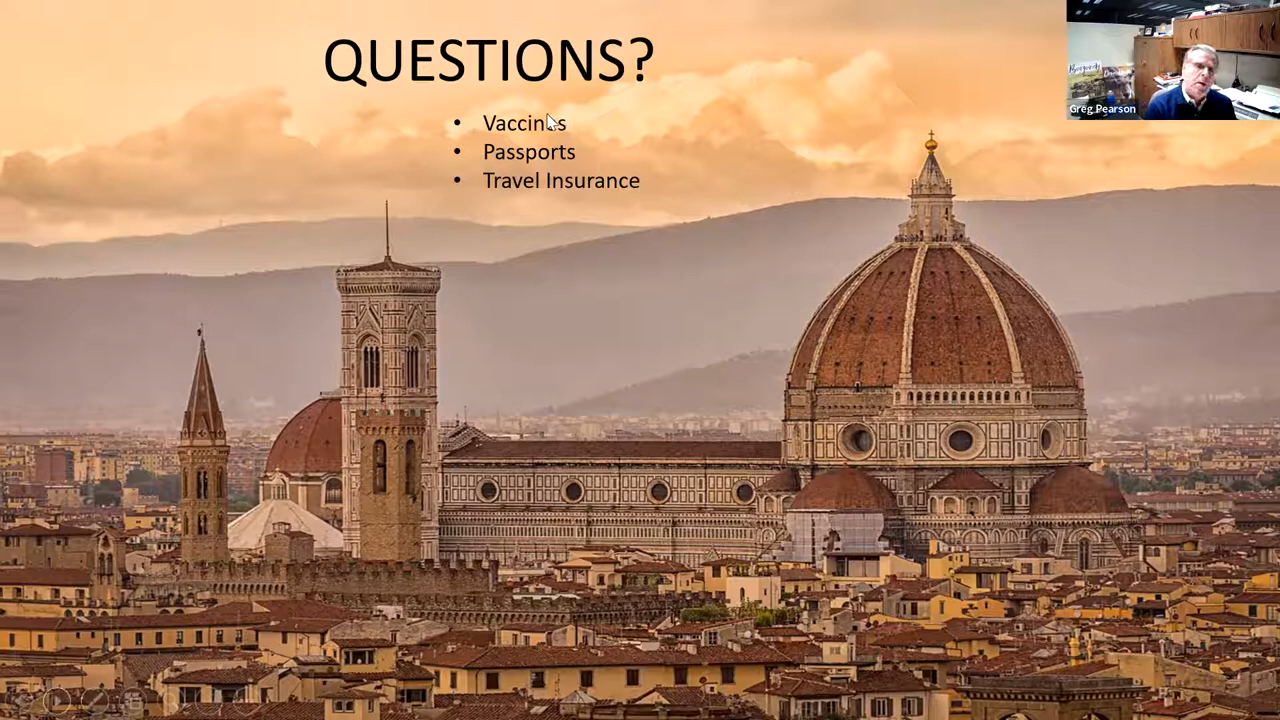 QUESTIONS?
• Vaccines
• Passports
• Travel Insurance
Greg Pearson